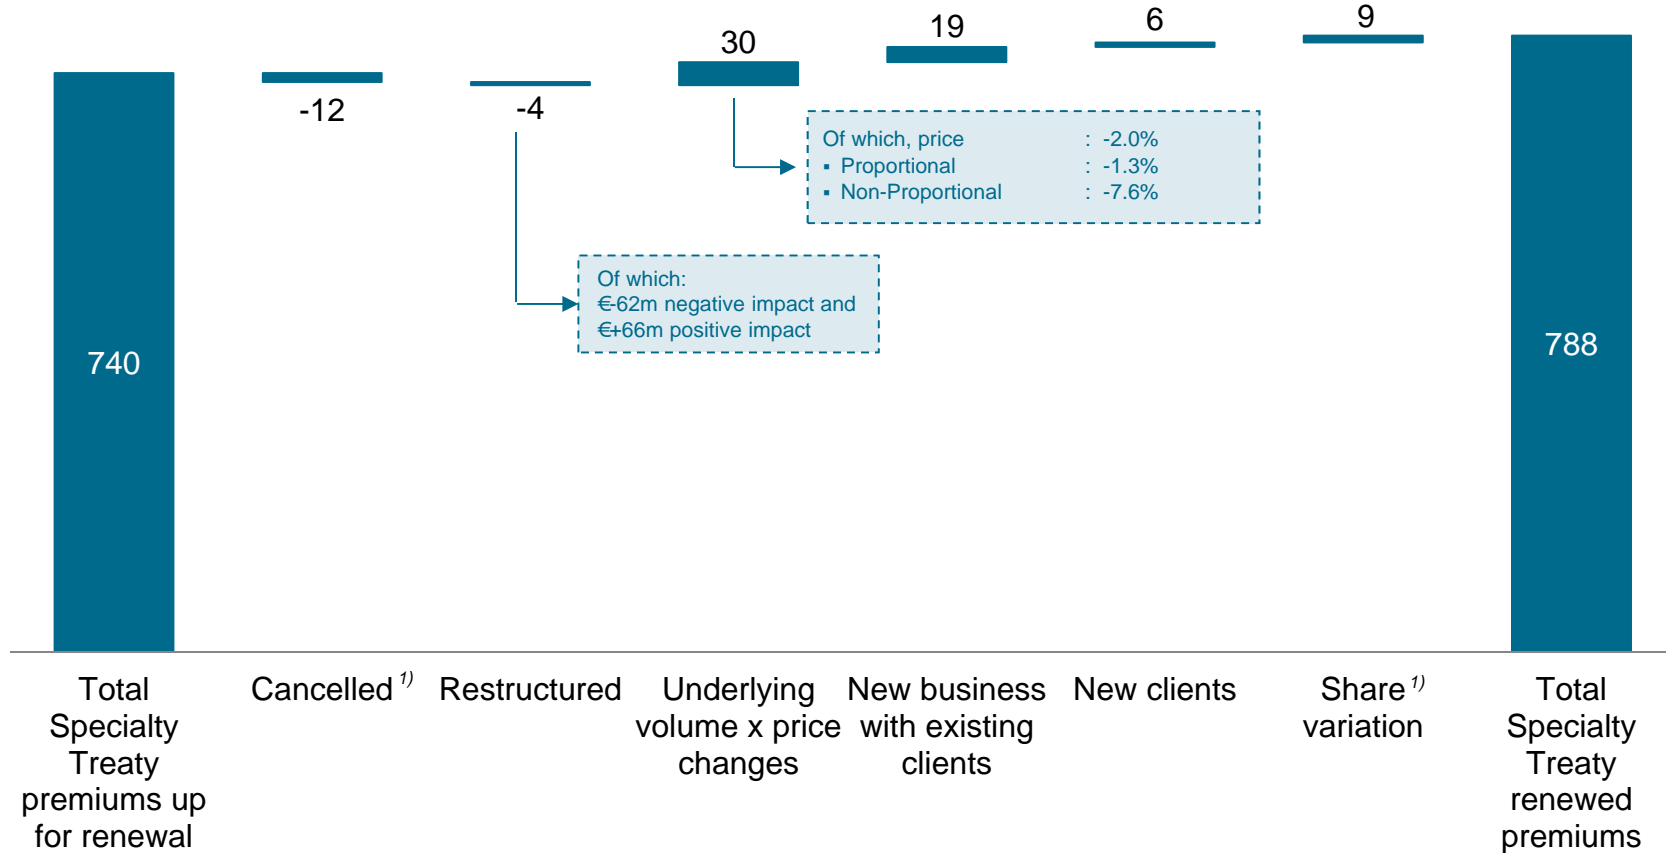 30
19
6
9
-12
-4
Of which, price : -2.0%
▪ Proportional : -1.3%
▪ Non-Proportional : -7.6%
Of which:
€-62m negative impact and
€+66m positive impact
740
788
Total
Specialty
Treaty
premiums up
for renewal
Cancelled 1)
Restructured
Underlying
volume x price
changes
New business
with existing
clients
New clients
Share 1)
variation
Total
Specialty
Treaty
renewed
premiums